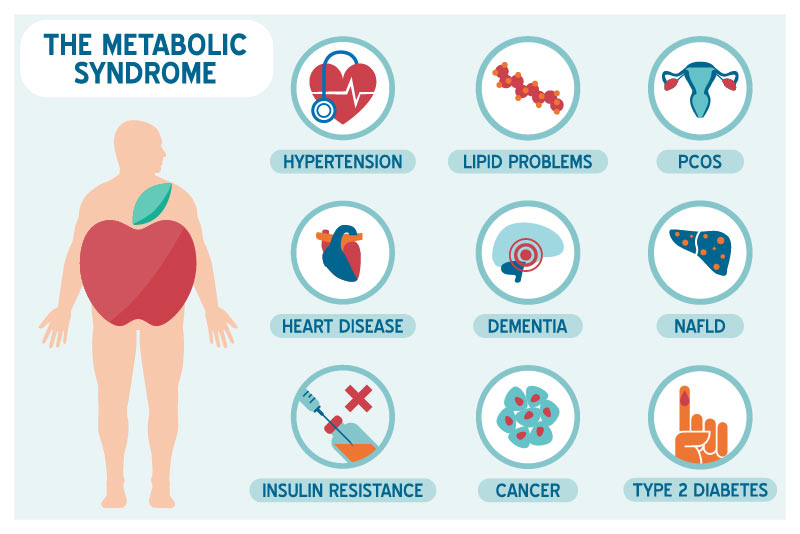 THE METABOLIC
SYNDROME
HYPERTENSION
LIPID PROBLEMS
PCOS
HEART DISEASE
DEMENTIA
NAFLD
INSULIN RESISTANCE
CANCER
TYPE 2 DIABETES